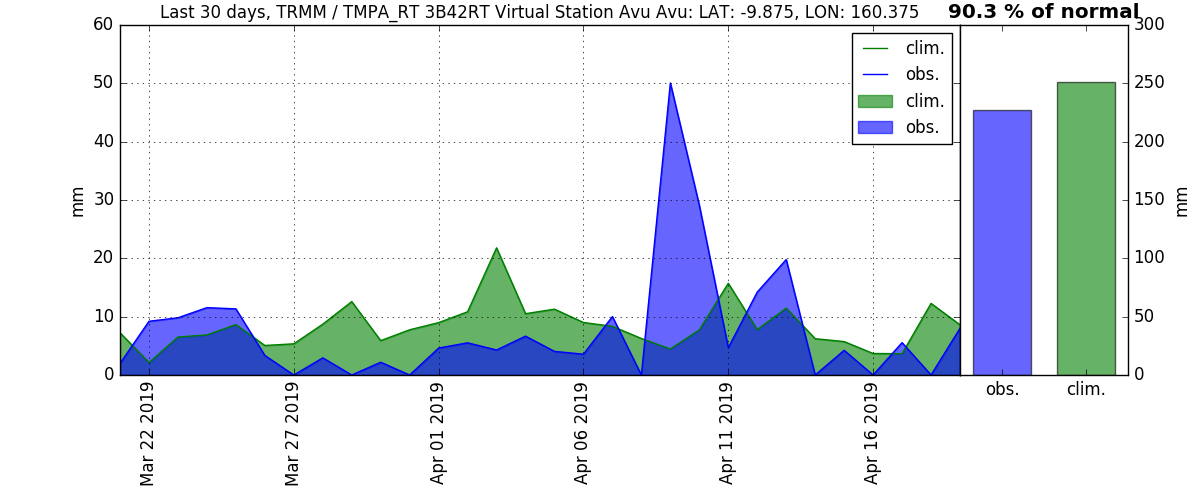 Last 30 days, TRMM / TMPA_RT 3B42RT Virtual Station Avu Avu: LAT: -9.875, LON: 160.375
90.3 % of normal
60
50
40
30
20
10
0
mm
clim.
obs.
clim.
obs.
Mar 22 2019
Mar 27 2019
Apr 01 2019
Apr 06 2019
Apr 11 2019
Apr 16 2019
300
250
200
150
100
50
0
mm
obs.
clim.